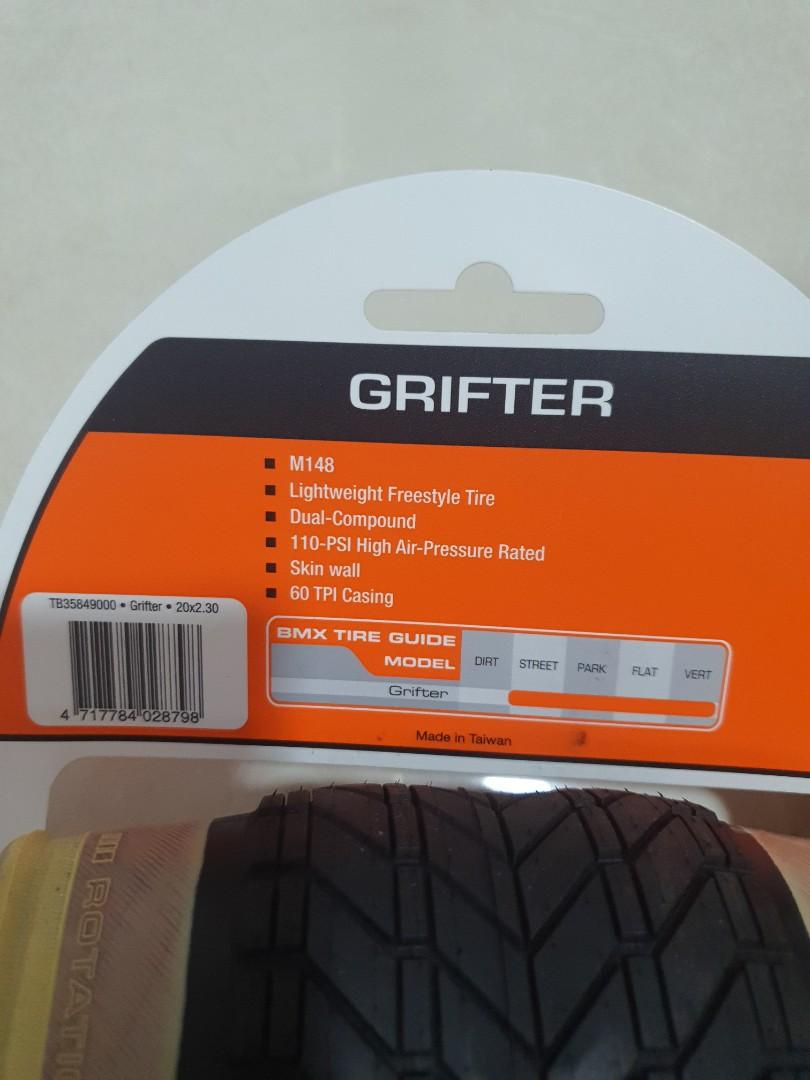 GRIFTER
■ M148
■ Lightweight Freestyle Tire
■ Dual-Compound
■ 110-PSI High Air-Pressure Rated
■ Skin wall
■ 60 TPI Casing
TB35849000 • Grifter • 20x2.30
4 717784 028798
BMX TIRE GUIDE
MODEL DIRT STREET PARK FLAT VERT
Grifter
Made in Taiwan